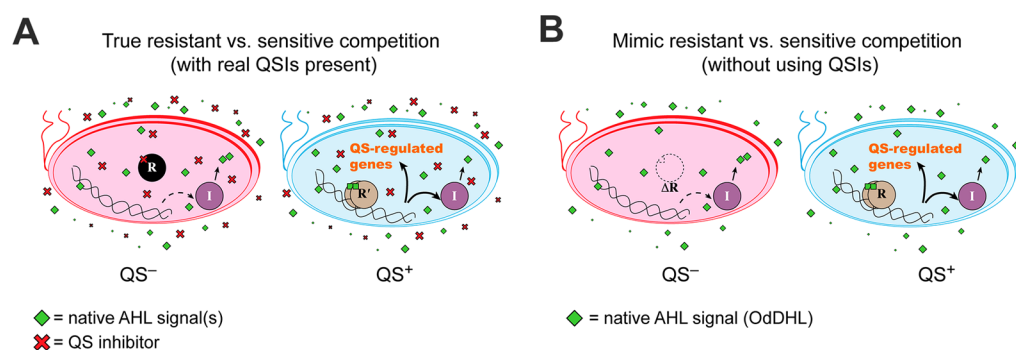 A
True resistant vs. sensitive competition
(with real QSIs present)
R
I
QS⁻
QS-regulated
genes
R'
I
QS⁺
= native AHL signal(s)
= QS inhibitor
B
Mimic resistant vs. sensitive competition
(without using QSIs)
ΔR
I
QS⁻
QS-regulated
genes
R
I
QS⁺
= native AHL signal (OdDHL)